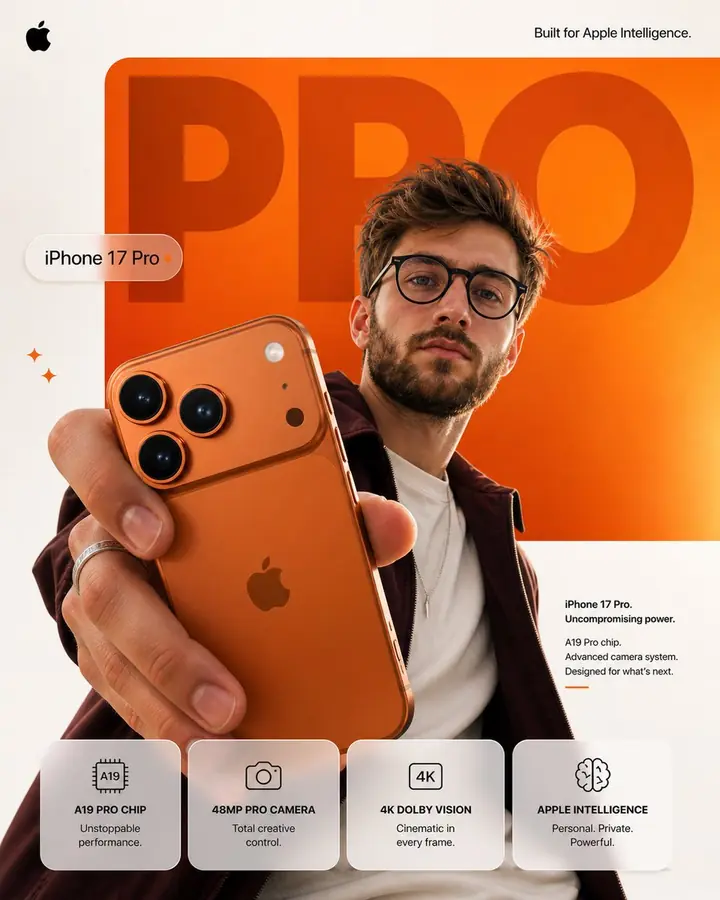 Built for Apple Intelligence.
PRO
iPhone 17 Pro
iPhone 17 Pro.
Uncompromising power.
A19 Pro chip.
Advanced camera system.
Designed for what's next.
A19
A19 PRO CHIP
Unstoppable
performance.
48MP PRO CAMERA
Total creative
control.
4K
4K DOLBY VISION
Cinematic in
every frame.
APPLE INTELLIGENCE
Personal. Private.
Powerful.